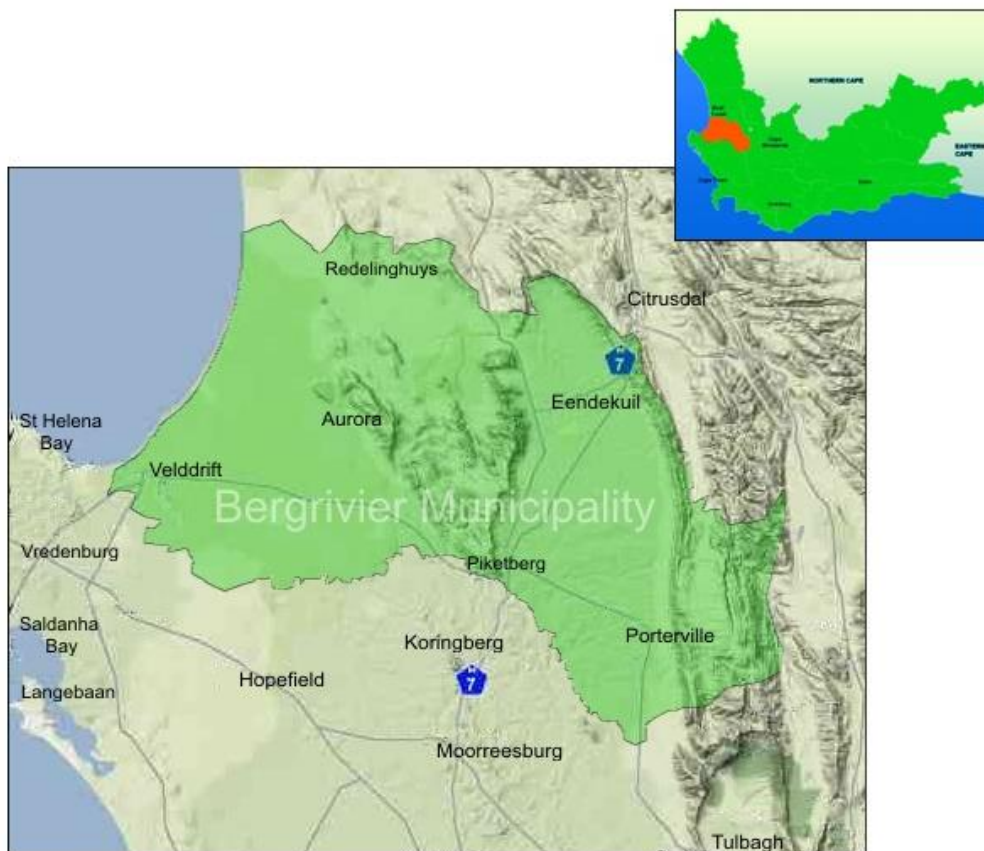 NORTHERN CAPE
EASTERN
CAPE
Redelinghuys
Citrusdal
N
7
Eendekuil
Aurora
St Helena
Bay
Velddrift
Bergrivier Municipality
Vredenburg
Piketberg
Saldanha
Bay
Koringberg
Porterville
N
7
Hopefield
Langebaan
Moorreesburg
Tulbagh